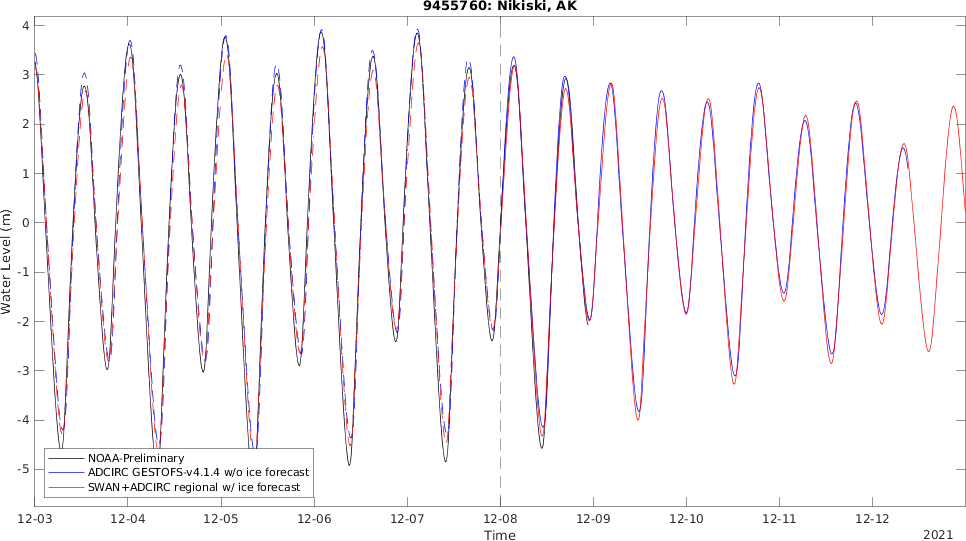 9455760: Nikiski, AK
4
3
2
1
0
-1
-2
-3
-4
-5
Water Level (m)
NOAA-Preliminary
ADCIRC GESTOFS-v4.1.4 w/o ice forecast
SWAN+ADCIRC regional w/ ice forecast
12-03 12-04 12-05 12-06 12-07 12-08 12-09 12-10 12-11 12-12
Time
2021